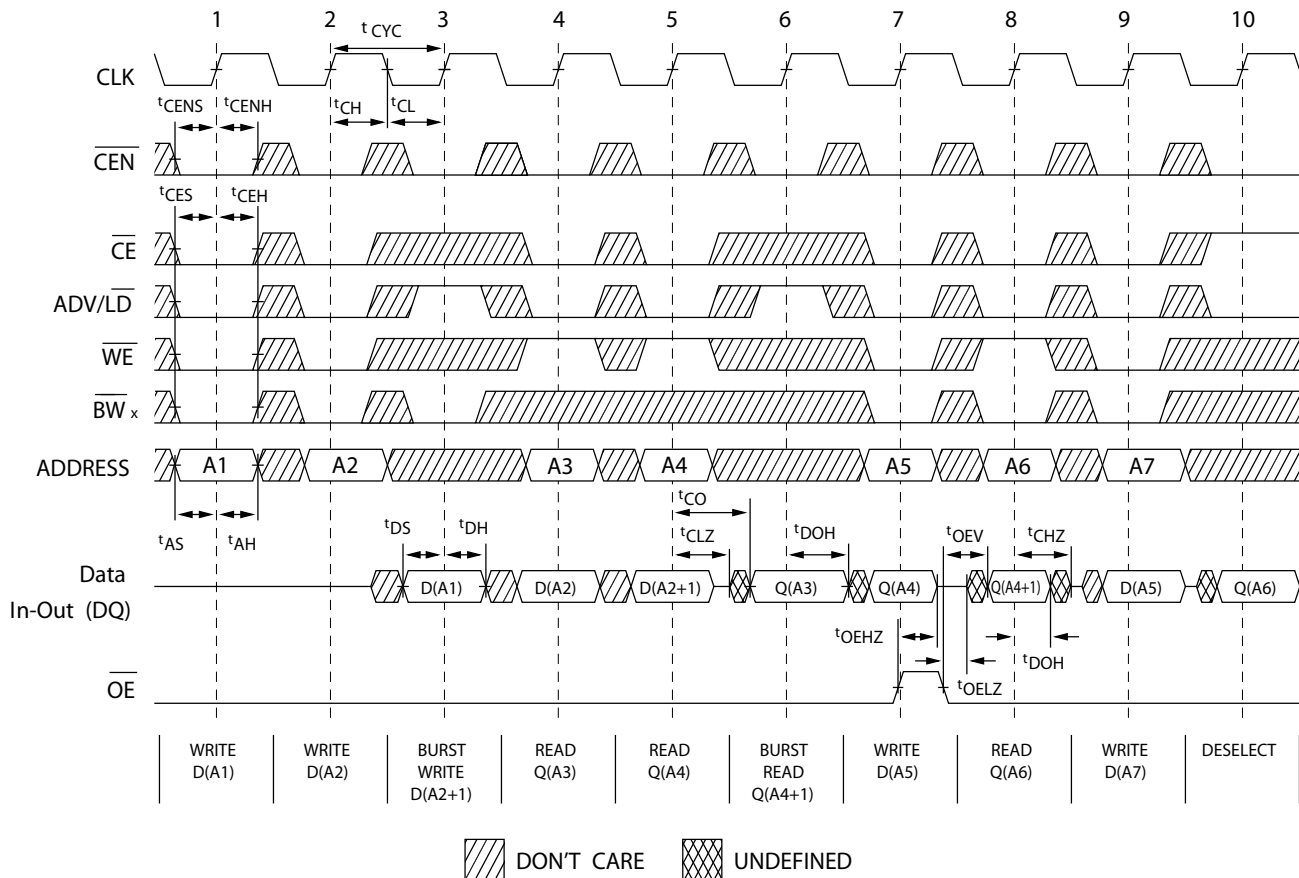 1 2 3 4 5 6 7 8 9 10
tCYC
CLK
tCENS tCENH tCH tCL
CEN
tCES tCEH
CE
ADV/LD
WE
BWx
ADDRESS A1 A2 A3 A4 A5 A6 A7
tCO
tAS tAH tDS tDH tCLZ tDOH tOEV tCHZ
Data
In-Out (DQ)
D(A1) D(A2) D(A2+1) Q(A3) Q(A4) Q(A4+1) D(A5) Q(A6)
tOEHZ tDOH
tOELZ
OE
WRITE
D(A1)
WRITE
D(A2)
BURST
WRITE
D(A2+1)
READ
Q(A3)
READ
Q(A4)
BURST
READ
Q(A4+1)
WRITE
D(A5)
READ
Q(A6)
WRITE
D(A7)
DESELECT
DON'T CARE UNDEFINED